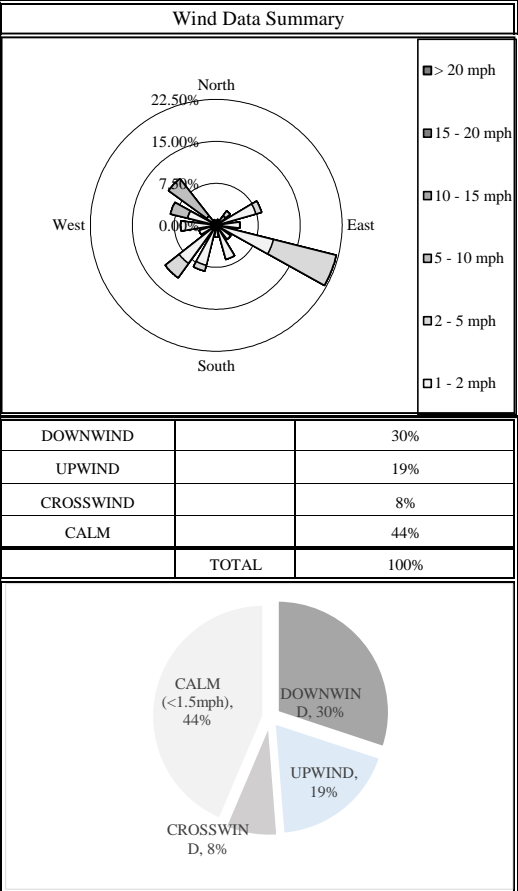 Wind Data Summary
North
22.50%
15.00%
7.50%
0.00%
West
East
South
> 20 mph
15 - 20 mph
10 - 15 mph
5 - 10 mph
2 - 5 mph
1 - 2 mph
DOWNWIND 30%
UPWIND 19%
CROSSWIND 8%
CALM 44%
TOTAL 100%
CALM
(<1.5mph),
44%
DOWNWIN
D, 30%
UPWIND,
19%
CROSSWIN
D, 8%